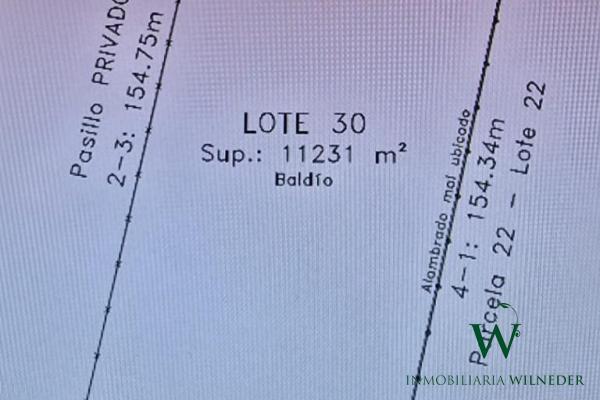 Pasillo PRIVADO
2-3: 154.75m
LOTE 30
Sup.: 11231 m²
Baldío
Alambrado mal ubicado
4-1: 154.34m
Parcela 22 - Lote 22
W
INMOBILIARIA WILNEDER